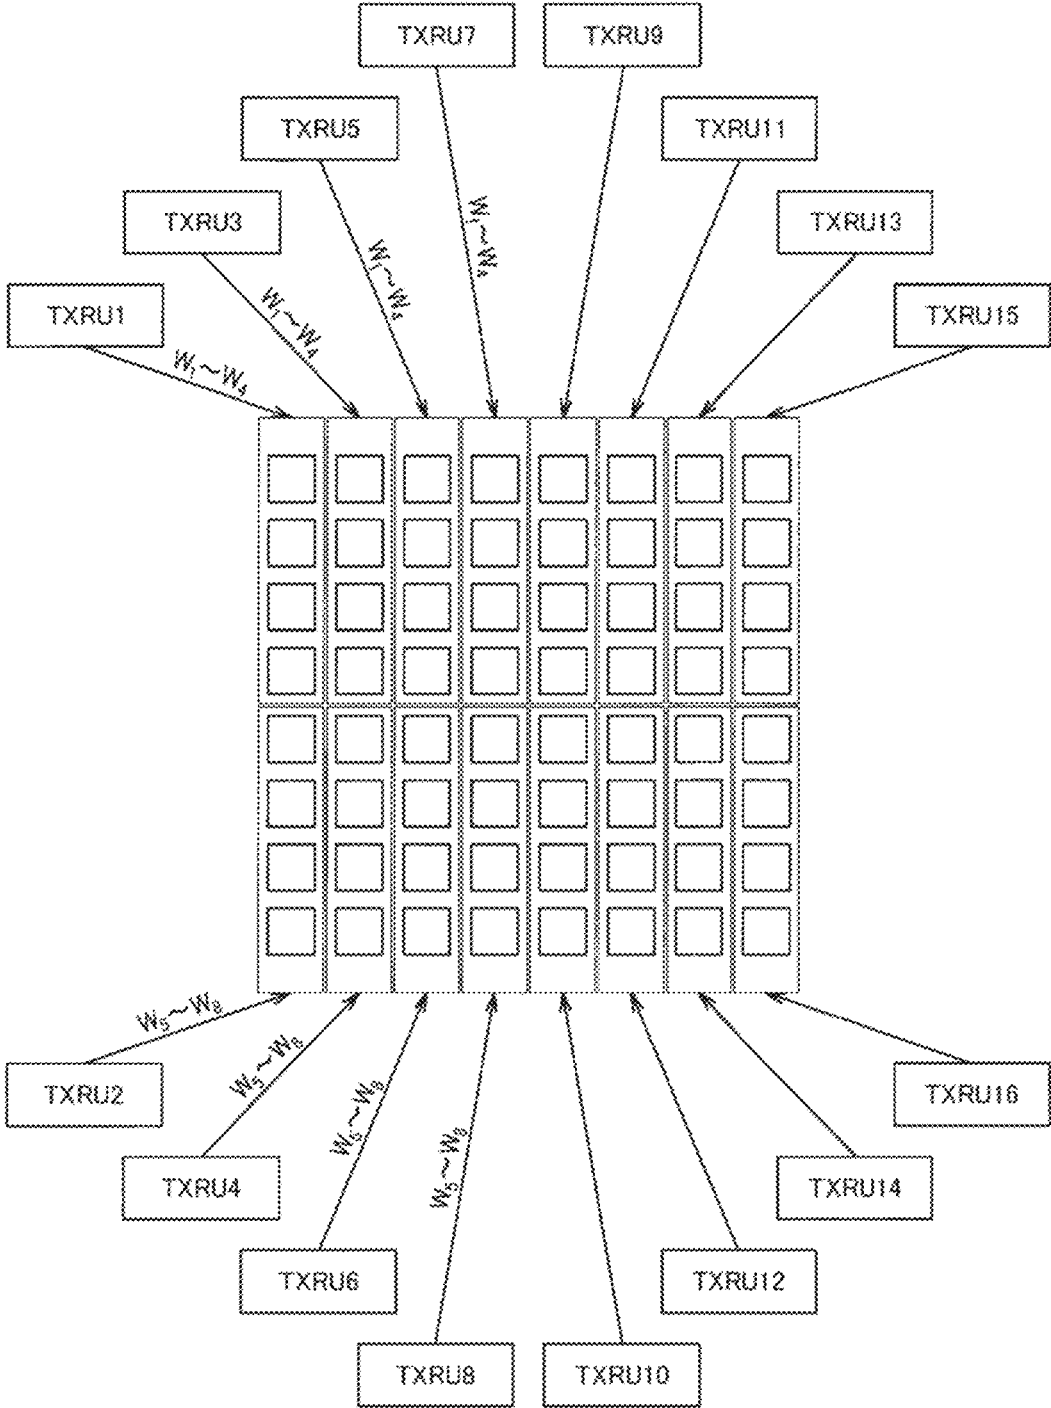 TXRU7
TXRU9
TXRU5
TXRU11
TXRU3
TXRU13
TXRU1
TXRU15
W₁~W₄
W₁~W₄
W₁~W₄
W₁~W₄
W₅~W₈
W₅~W₈
W₅~W₈
W₅~W₈
TXRU2
TXRU16
TXRU4
TXRU14
TXRU6
TXRU12
TXRU8
TXRU10